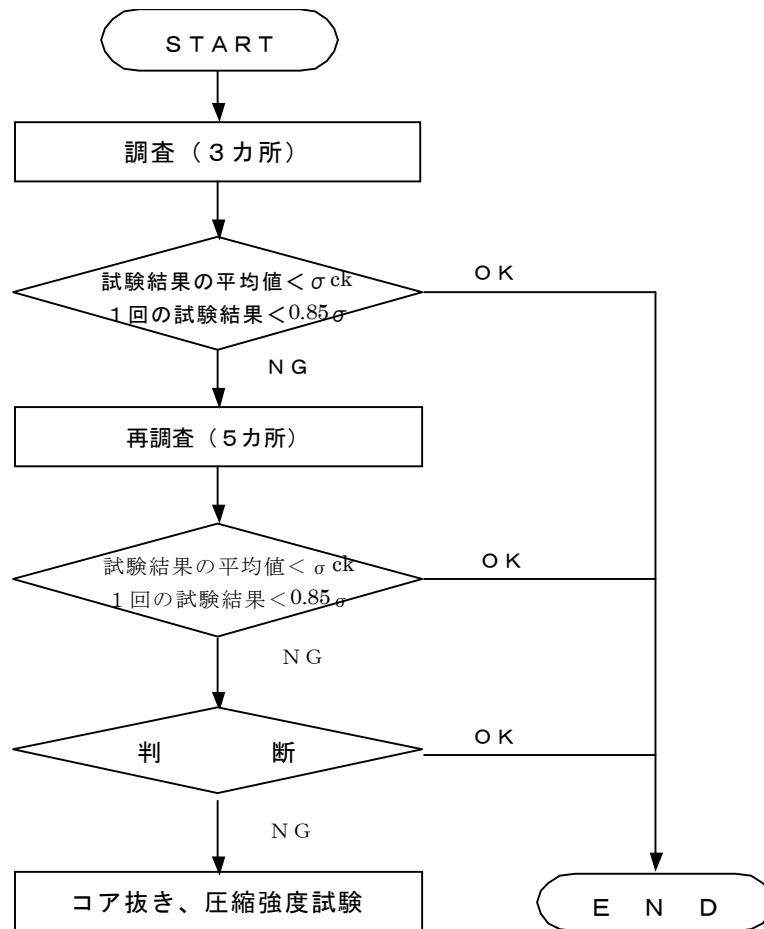 ＳＴＡＲＴ
調査（３カ所）
試験結果の平均値＜σck
１回の試験結果＜0.85σ
ＯＫ
ＮＧ
再調査（５カ所）
試験結果の平均値＜σck
１回の試験結果＜0.85σ
ＯＫ
ＮＧ
判　断
ＯＫ
ＮＧ
コア抜き、圧縮強度試験
Ｅ Ｎ Ｄ